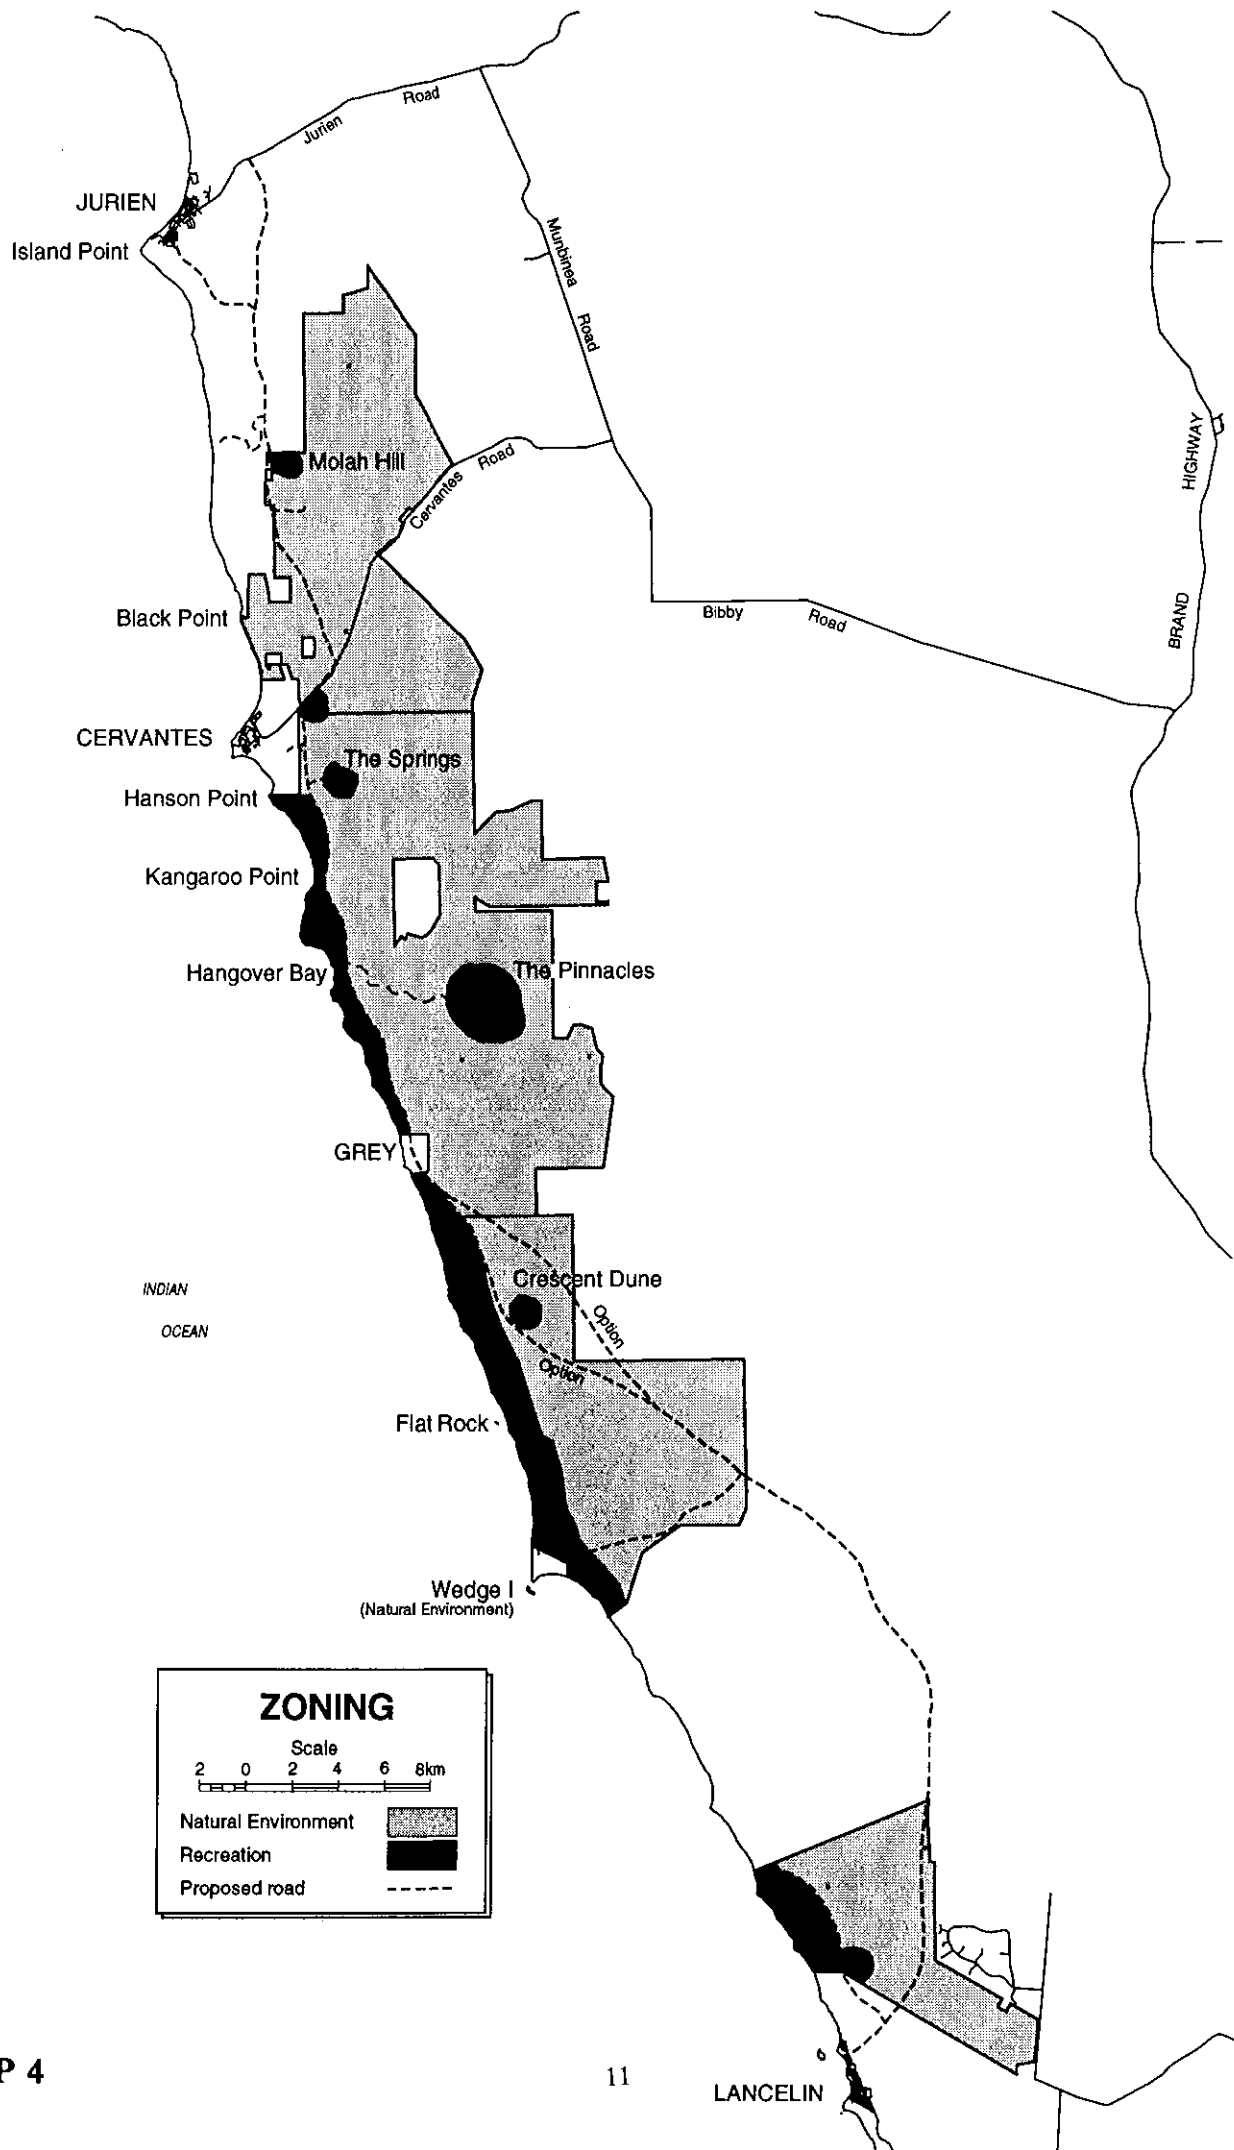 Road
Jurien
JURIEN
Island Point
Munbinea
Road
HIGHWAY
BRAND
Molah Hill
Road
Cervantes
Black Point
Bibby
Road
CERVANTES
The Springs
Hanson Point
Kangaroo Point
Hangover Bay
The Pinnacles
GREY
INDIAN
OCEAN
Crescent Dune
Option
Option
Flat Rock
Wedge I
(Natural Environment)
ZONING
Scale
2 0 2 4 6 8km
Natural Environment
Recreation
Proposed road
P 4
11
LANCELIN